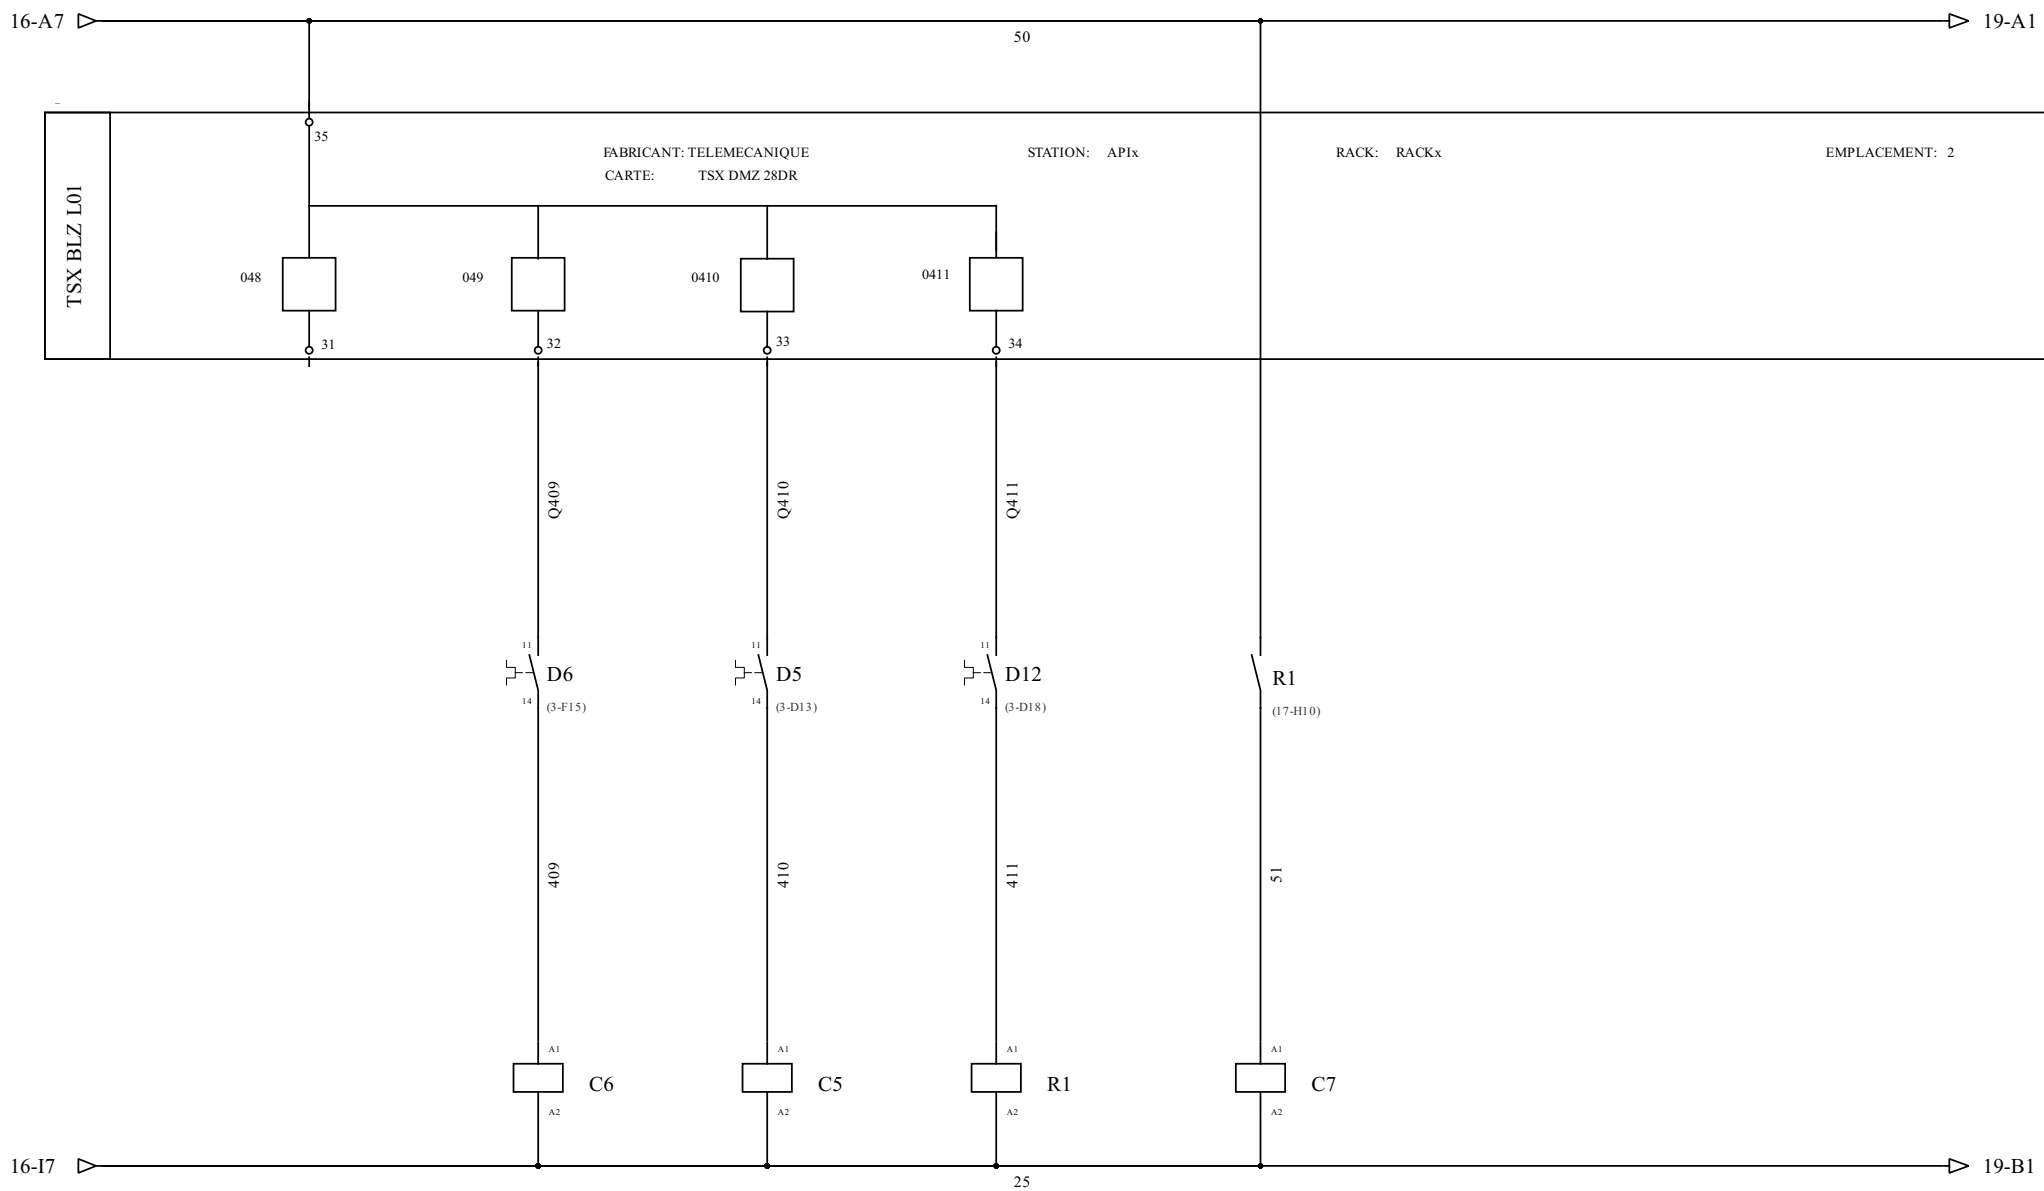 16-A7
19-A1
50
TSX BLZ L01
35
FABRICANT: TELEMECANIQUE
STATION: APIx
RACK: RACKx
EMPLACEMENT: 2
CARTE: TSX DMZ 28DR
048
049
0410
0411
31
32
33
34
Q409
Q410
Q411
11
D6
14
(3-F15)
11
D5
14
(3-D13)
11
D12
14
(3-D18)
R1
(17-H10)
409
410
411
51
A1
C6
A2
A1
C5
A2
A1
R1
A2
A1
C7
A2
16-I7
19-B1
25